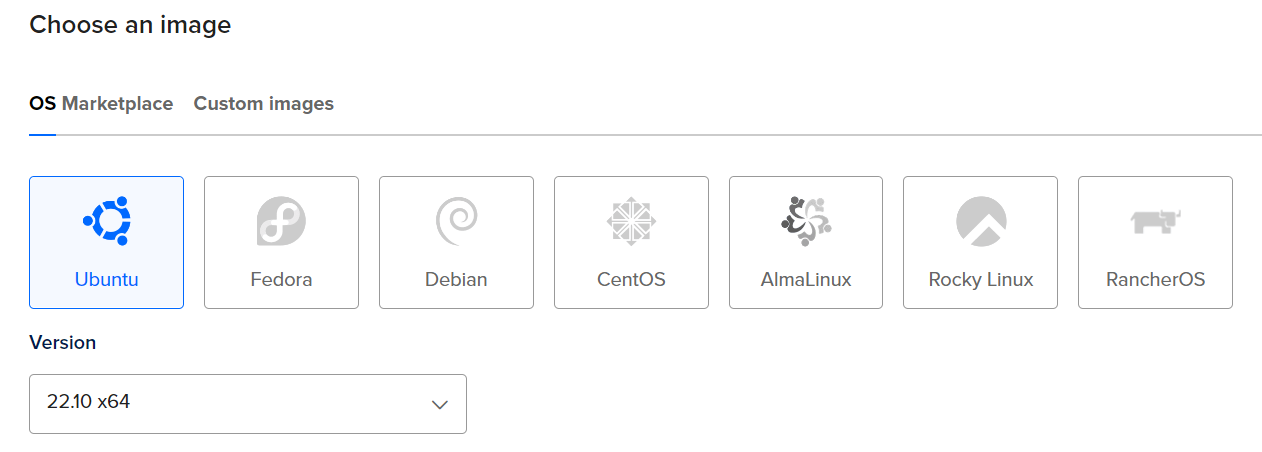 Choose an image
OS Marketplace Custom images
Ubuntu Fedora Debian CentOS AlmaLinux Rocky Linux RancherOS
Version
22.10 x64